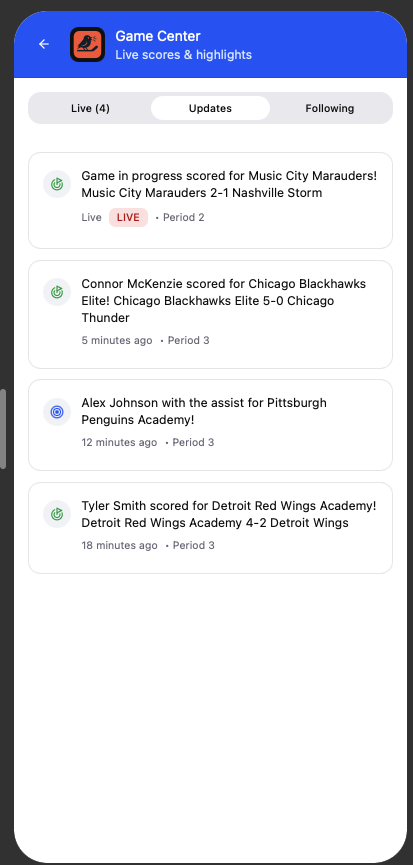 Game Center
Live scores & highlights
Live (4)
Updates
Following
Game in progress scored for Music City Marauders!
Music City Marauders 2-1 Nashville Storm
Live LIVE • Period 2
Connor McKenzie scored for Chicago Blackhawks
Elite! Chicago Blackhawks Elite 5-0 Chicago
Thunder
5 minutes ago • Period 3
Alex Johnson with the assist for Pittsburgh
Penguins Academy!
12 minutes ago • Period 3
Tyler Smith scored for Detroit Red Wings Academy!
Detroit Red Wings Academy 4-2 Detroit Wings
18 minutes ago • Period 3